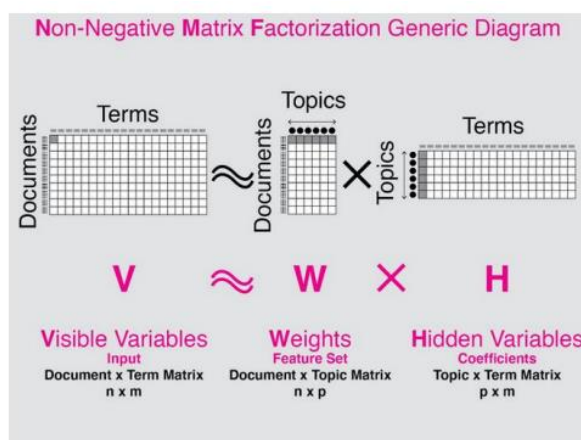 Non-Negative Matrix Factorization Generic Diagram
Terms
Documents
≈
Topics
Documents
×
Terms
Topics
V ≈ W × H
Visible Variables
Input
Document x Term Matrix
n x m
Weights
Feature Set
Document x Topic Matrix
n x p
Hidden Variables
Coefficients
Topic x Term Matrix
p x m